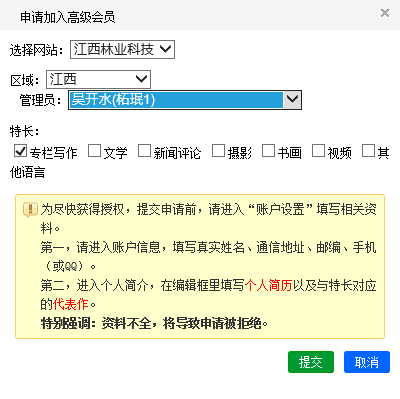 申请加入高级会员
选择网站：江西林业科技
区域：江西
管理员：吴开水(柘珉1)
特长：
专栏写作 文学 新闻评论 摄影 书画 视频 其
他语言
为尽快获得授权，提交申请前，请进入“账户设置”填写相关资
料。
第一，请进入账户信息，填写真实姓名、通信地址、邮编、手机
（或QQ）。
第二，进入个人简介，在编辑框里填写个人简历以及与特长对应
的代表作。
特别强调：资料不全，将导致申请被拒绝。
提交 取消